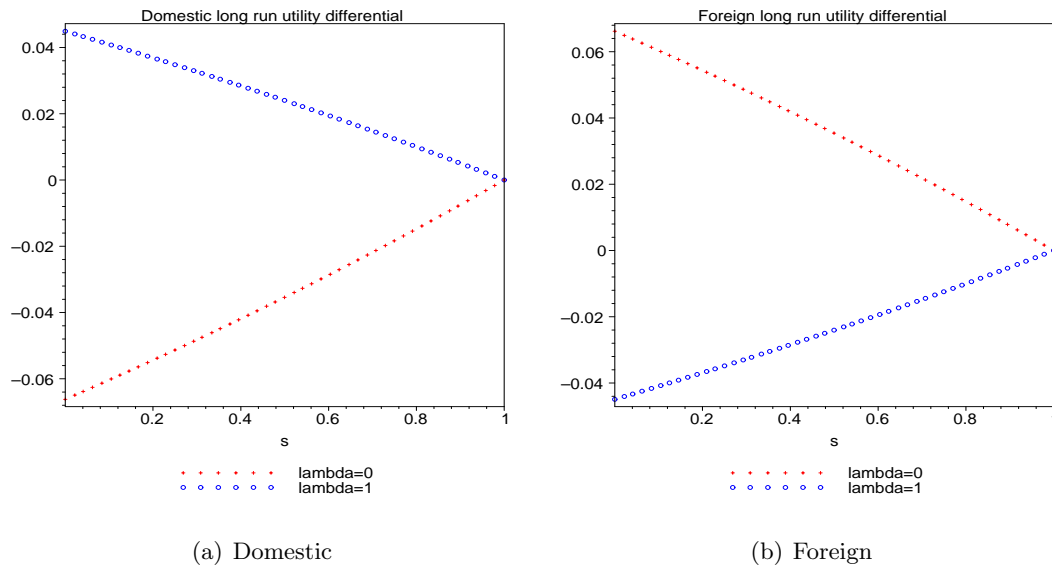 Domestic long run utility differential
0.04
0.02
0
–0.02
–0.04
–0.06
0.2 0.4 0.6 0.8 1
s
lambda=0
lambda=1
(a) Domestic
Foreign long run utility differential
0.06
0.04
0.02
0
–0.02
–0.04
0.2 0.4 0.6 0.8 1
s
lambda=0
lambda=1
(b) Foreign